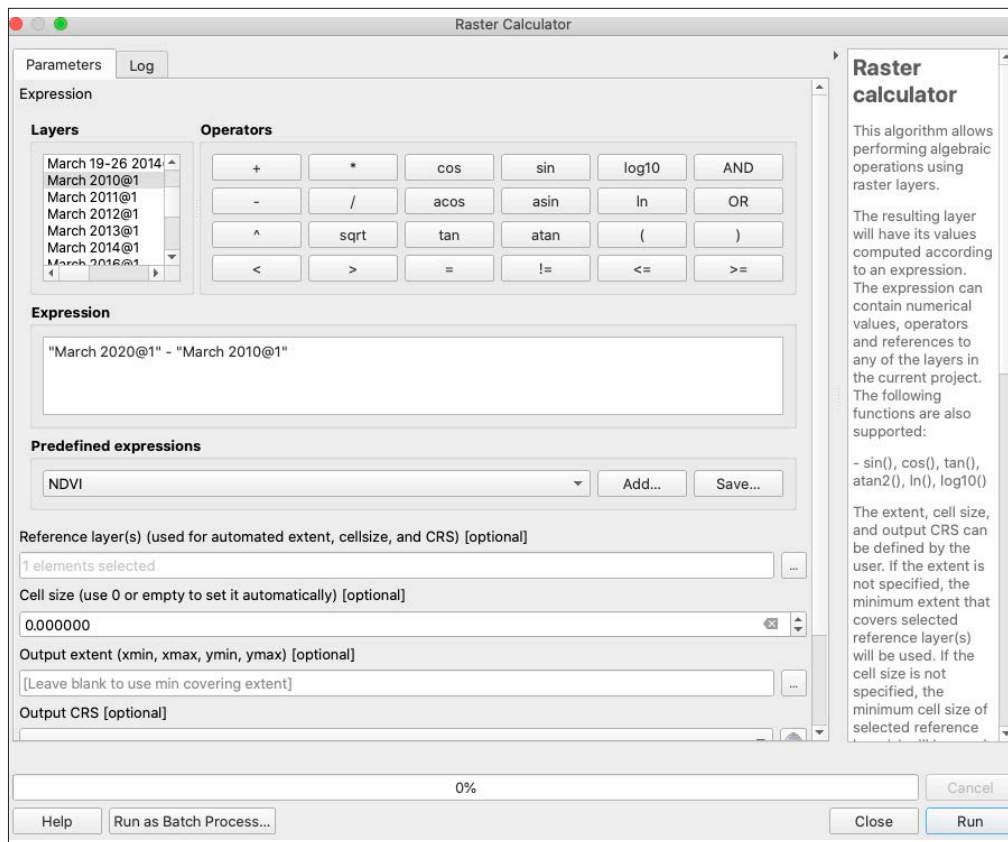 Raster Calculator
Parameters
Log
Expression
Layers
Operators
March 19-26 2014
March 2010@1
March 2011@1
March 2012@1
March 2013@1
March 2014@1
March 2016@1
+ * cos sin log10 AND
- / acos asin ln OR
^ sqrt tan atan ( )
< > = != <= >=
Expression
"March 2020@1" - "March 2010@1"
Predefined expressions
NDVI
Add...
Save...
Reference layer(s) (used for automated extent, cellsize, and CRS) [optional]
1 elements selected
...
Cell size (use 0 or empty to set it automatically) [optional]
0.000000
Output extent (xmin, xmax, ymin, ymax) [optional]
[Leave blank to use min covering extent]
...
Output CRS [optional]
Raster
calculator
This algorithm allows
performing algebraic
operations using
raster layers.
The resulting layer
will have its values
computed according
to an expression.
The expression can
contain numerical
values, operators
and references to
any of the layers in
the current project.
The following
functions are also
supported:
- sin(), cos(), tan(),
atan2(), ln(), log10()
The extent, cell size,
and output CRS can
be defined by the
user. If the extent is
not specified, the
minimum extent that
covers selected
reference layer(s)
will be used. If the
cell size is not
specified, the
minimum cell size of
selected reference
0%
Cancel
Help
Run as Batch Process...
Close
Run